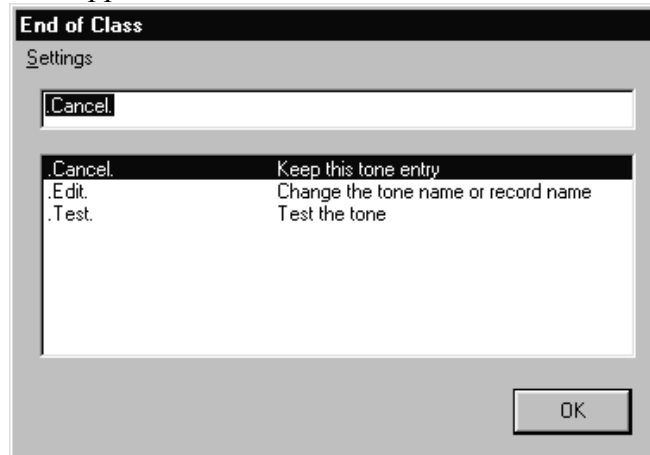 End of Class
Settings
.Cancel.
.Cancel. Keep this tone entry
.Edit. Change the tone name or record name
.Test. Test the tone
OK